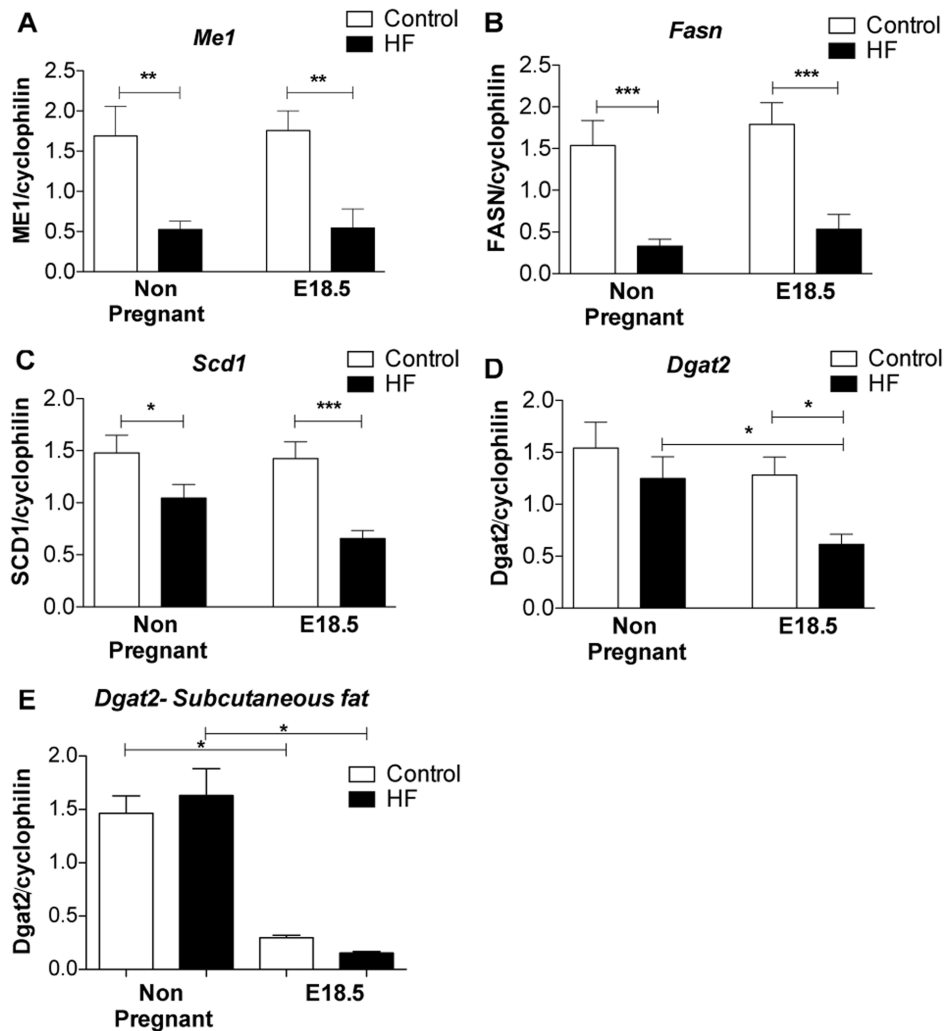 A
Me1
Control
HF
ME1/cyclophilin
2.5
2.0
1.5
1.0
0.5
0.0
**
**
Non
Pregnant
E18.5
B
Fasn
Control
HF
FASN/cyclophilin
2.5
2.0
1.5
1.0
0.5
0.0
***
***
Non
Pregnant
E18.5
C
Scd1
Control
HF
SCD1/cyclophilin
2.0
1.5
1.0
0.5
0.0
*
***
Non
Pregnant
E18.5
D
Dgat2
Control
HF
Dgat2/cyclophilin
2.0
1.5
1.0
0.5
0.0
*
*
Non
Pregnant
E18.5
E
Dgat2- Subcutaneous fat
Control
HF
Dgat2/cyclophilin
2.0
1.5
1.0
0.5
0.0
*
*
Non
Pregnant
E18.5